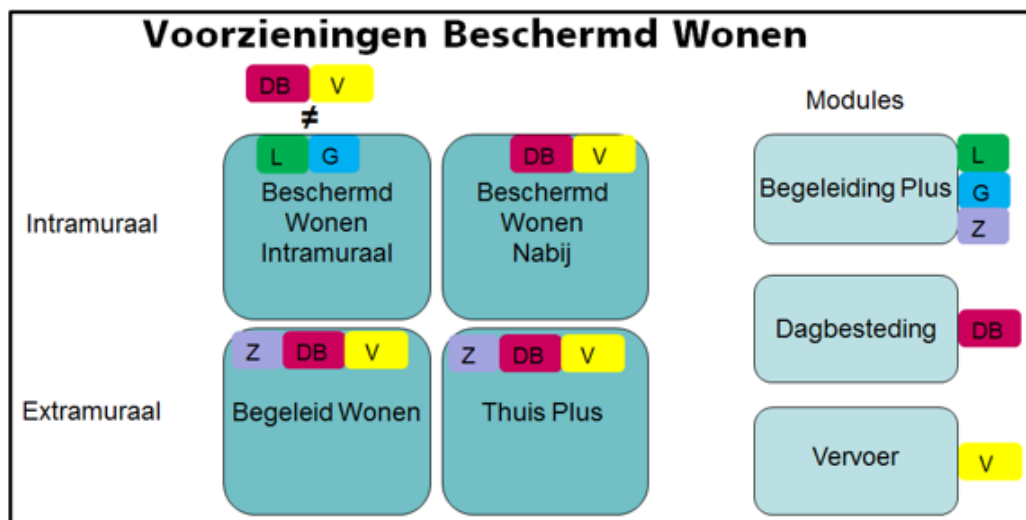 Voorzieningen Beschermd Wonen
DB V
≠
Modules
L G
Beschermd
Wonen
Intramuraal
DB V
Beschermd
Wonen
Nabij
Begeleiding Plus
L
G
Z
Intramuraal
Dagbesteding DB
Z DB V
Begeleid Wonen
Z DB V
Thuis Plus
Extramuraal
Vervoer V